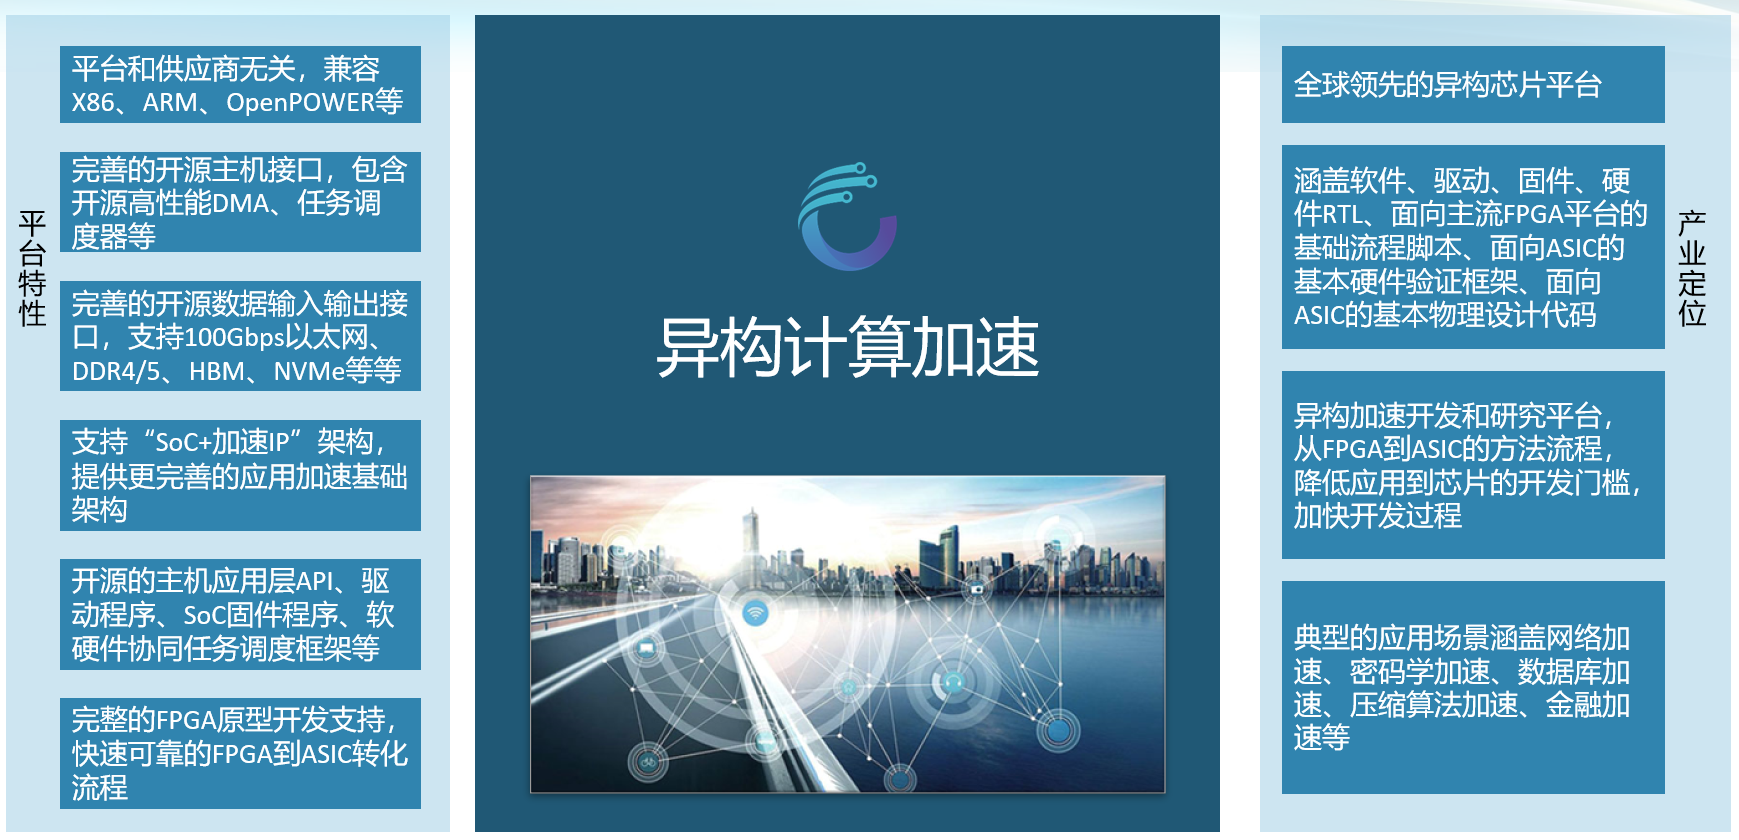 平台特性
平台和供应商无关，兼容
X86、ARM、OpenPOWER等
完善的开源主机接口，包含
开源高性能DMA、任务调
度器等
完善的开源数据输入输出接
口，支持100Gbps以太网、
DDR4/5、HBM、NVMe等等
支持“SoC+加速IP”架构，
提供更完善的应用加速基础
架构
开源的主机应用层API、驱
动程序、SoC固件程序、软
硬件协同任务调度框架等
完整的FPGA原型开发支持，
快速可靠的FPGA到ASIC转化
流程
异构计算加速
全球领先的异构芯片平台
涵盖软件、驱动、固件、硬
件RTL、面向主流FPGA平台的
基础流程脚本、面向ASIC的
基本硬件验证框架、面向
ASIC的基本物理设计代码
异构加速开发和研究平台，
从FPGA到ASIC的方法流程，
降低应用到芯片的开发门槛，
加快开发过程
典型的应用场景涵盖网络加
速、密码学加速、数据库加
速、压缩算法加速、金融加
速等
产业定位